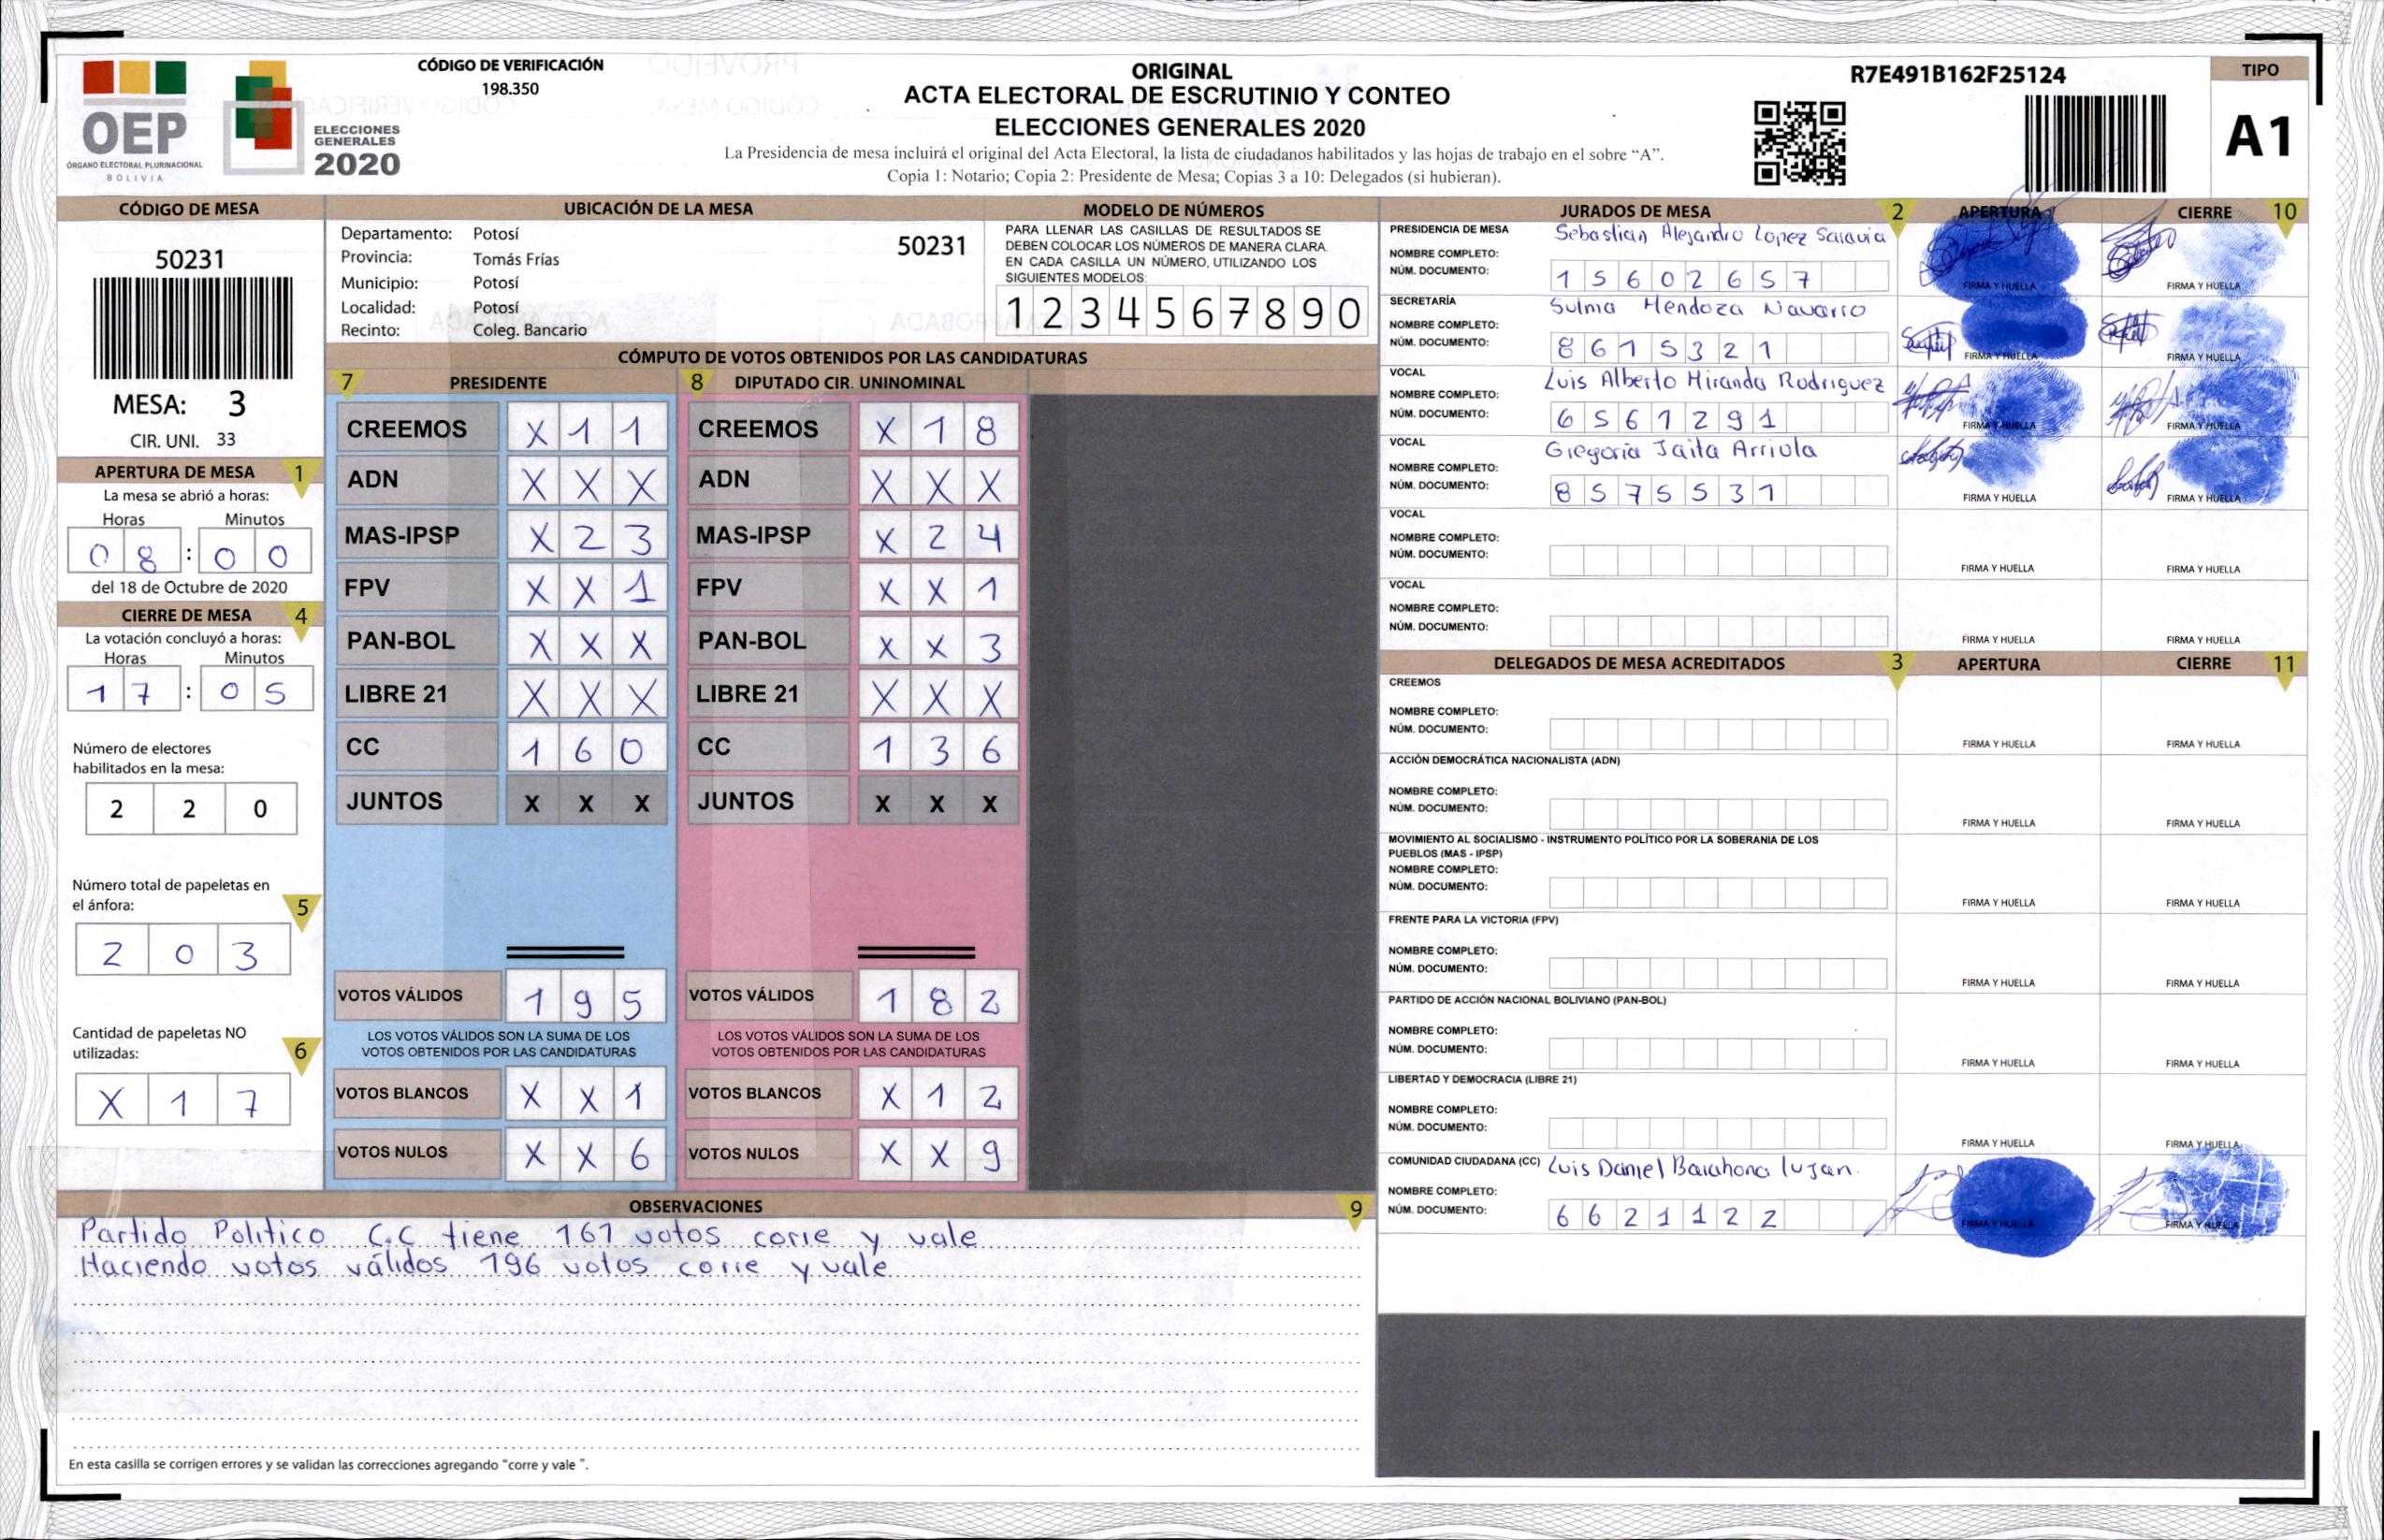 OEP
ÓRGANO ELECTORAL PLURINACIONAL
BOLIVIA
ELECCIONES
GENERALES
2020
CÓDIGO DE VERIFICACIÓN
198.350
ORIGINAL
ACTA ELECTORAL DE ESCRUTINIO Y CONTEO
ELECCIONES GENERALES 2020
La Presidencia de mesa incluirá el original del Acta Electoral, la lista de ciudadanos habilitados y las hojas de trabajo en el sobre “A”.
Copia 1: Notario; Copia 2: Presidente de Mesa; Copias 3 a 10: Delegados (si hubieran).
R7E491B162F25124
TIPO
A1
CÓDIGO DE MESA
50231
MESA: 3
CIR. UNI. 33
APERTURA DE MESA 1
La mesa se abrió a horas:
Horas Minutos
0 8 : 0 0
del 18 de Octubre de 2020
CIERRE DE MESA 4
La votación concluyó a horas:
Horas Minutos
1 7 : 0 5
Número de electores
habilitados en la mesa:
2 2 0
Número total de papeletas en
el ánfora: 5
2 0 3
Cantidad de papeletas NO
utilizadas: 6
X 1 7
UBICACIÓN DE LA MESA
Departamento: Potosí 50231
Provincia: Tomás Frías
Municipio: Potosí
Localidad: Potosí
Recinto: Coleg. Bancario
MODELO DE NÚMEROS
PARA LLENAR LAS CASILLAS DE RESULTADOS SE
DEBEN COLOCAR LOS NÚMEROS DE MANERA CLARA.
EN CADA CASILLA UN NÚMERO, UTILIZANDO LOS
SIGUIENTES MODELOS:
1 2 3 4 5 6 7 8 9 0
CÓMPUTO DE VOTOS OBTENIDOS POR LAS CANDIDATURAS
7 PRESIDENTE 8 DIPUTADO CIR. UNINOMINAL
CREEMOS X 1 1 CREEMOS X 1 8
ADN X X X ADN X X X
MAS-IPSP X 2 3 MAS-IPSP X 2 4
FPV X X 1 FPV X X 1
PAN-BOL X X X PAN-BOL X X 3
LIBRE 21 X X X LIBRE 21 X X X
CC 1 6 0 CC 1 3 6
JUNTOS X X X JUNTOS X X X
VOTOS VÁLIDOS 1 9 5 VOTOS VÁLIDOS 1 8 2
LOS VOTOS VÁLIDOS SON LA SUMA DE LOS LOS VOTOS VÁLIDOS SON LA SUMA DE LOS
VOTOS OBTENIDOS POR LAS CANDIDATURAS VOTOS OBTENIDOS POR LAS CANDIDATURAS
VOTOS BLANCOS X X 1 VOTOS BLANCOS X 1 2
VOTOS NULOS X X 6 VOTOS NULOS X X 9
OBSERVACIONES 9
Partido Politico C.C tiene 161 votos corre y vale
Haciendo votos válidos 196 votos corre y vale
En esta casilla se corrigen errores y se validan las correcciones agregando “corre y vale ”.
JURADOS DE MESA 2 APERTURA CIERRE 10
PRESIDENCIA DE MESA Sebastian Alejandro Lopez Saravia
NOMBRE COMPLETO:
NÚM. DOCUMENTO: 1 5 6 0 2 6 5 7 FIRMA Y HUELLA FIRMA Y HUELLA
SECRETARÍA Sulma Mendoza Navarro
NOMBRE COMPLETO:
NÚM. DOCUMENTO: 8 6 1 5 3 2 1 FIRMA Y HUELLA FIRMA Y HUELLA
VOCAL Luis Alberto Miranda Rodriguez
NOMBRE COMPLETO:
NÚM. DOCUMENTO: 6 5 6 1 2 9 1 FIRMA Y HUELLA FIRMA Y HUELLA
VOCAL Gregoria Jaita Arriola
NOMBRE COMPLETO:
NÚM. DOCUMENTO: 8 5 7 5 5 3 1 FIRMA Y HUELLA FIRMA Y HUELLA
VOCAL
NOMBRE COMPLETO:
NÚM. DOCUMENTO: FIRMA Y HUELLA FIRMA Y HUELLA
VOCAL
NOMBRE COMPLETO:
NÚM. DOCUMENTO: FIRMA Y HUELLA FIRMA Y HUELLA
DELEGADOS DE MESA ACREDITADOS 3 APERTURA CIERRE 11
CREEMOS
NOMBRE COMPLETO:
NÚM. DOCUMENTO: FIRMA Y HUELLA FIRMA Y HUELLA
ACCIÓN DEMOCRÁTICA NACIONALISTA (ADN)
NOMBRE COMPLETO:
NÚM. DOCUMENTO: FIRMA Y HUELLA FIRMA Y HUELLA
MOVIMIENTO AL SOCIALISMO - INSTRUMENTO POLÍTICO POR LA SOBERANIA DE LOS
PUEBLOS (MAS - IPSP)
NOMBRE COMPLETO:
NÚM. DOCUMENTO: FIRMA Y HUELLA FIRMA Y HUELLA
FRENTE PARA LA VICTORIA (FPV)
NOMBRE COMPLETO:
NÚM. DOCUMENTO: FIRMA Y HUELLA FIRMA Y HUELLA
PARTIDO DE ACCIÓN NACIONAL BOLIVIANO (PAN-BOL)
NOMBRE COMPLETO:
NÚM. DOCUMENTO: FIRMA Y HUELLA FIRMA Y HUELLA
LIBERTAD Y DEMOCRACIA (LIBRE 21)
NOMBRE COMPLETO:
NÚM. DOCUMENTO: FIRMA Y HUELLA FIRMA Y HUELLA
COMUNIDAD CIUDADANA (CC) Luis Daniel Barahona lujan.
NOMBRE COMPLETO:
NÚM. DOCUMENTO: 6 6 2 1 1 2 2 FIRMA Y HUELLA FIRMA Y HUELLA